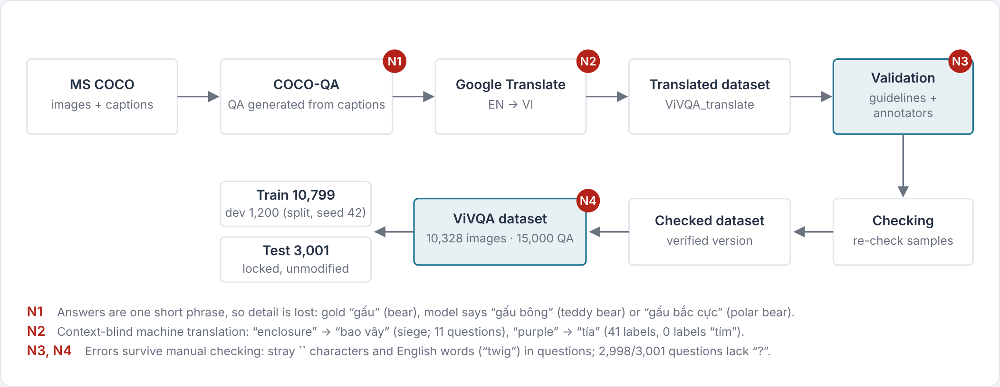 N1
N2
N3
MS COCO
images + captions
COCO-QA
QA generated from captions
Google Translate
EN → VI
Translated dataset
ViVQA_translate
Validation
guidelines +
annotators
Train 10,799
dev 1,200 (split, seed 42)
Test 3,001
locked, unmodified
N4
ViVQA dataset
10,328 images · 15,000 QA
Checked dataset
verified version
Checking
re-check samples
N1 Answers are one short phrase, so detail is lost: gold “gấu” (bear), model says “gấu bông” (teddy bear) or “gấu bắc cực” (polar bear).
N2 Context-blind machine translation: “enclosure” → “bao vây” (siege; 11 questions), “purple” → “tía” (41 labels, 0 labels “tím”).
N3, N4 Errors survive manual checking: stray `` characters and English words (“twig”) in questions; 2,998/3,001 questions lack “?”.